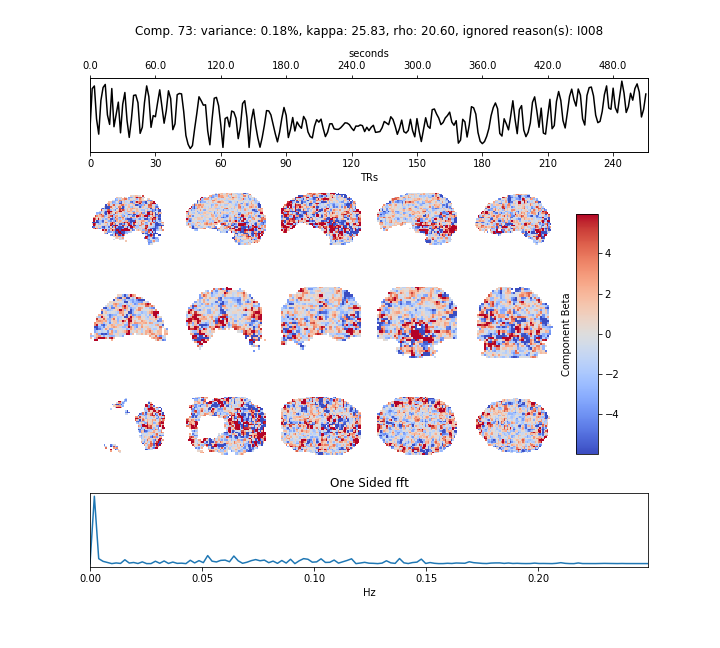 Comp. 73: variance: 0.18%, kappa: 25.83, rho: 20.60, ignored reason(s): I008
seconds
0.0 60.0 120.0 180.0 240.0 300.0 360.0 420.0 480.0
0 30 60 90 120 150 180 210 240
TRs
4
2
0
−2
−4
Component Beta
One Sided fft
0.00 0.05 0.10 0.15 0.20
Hz